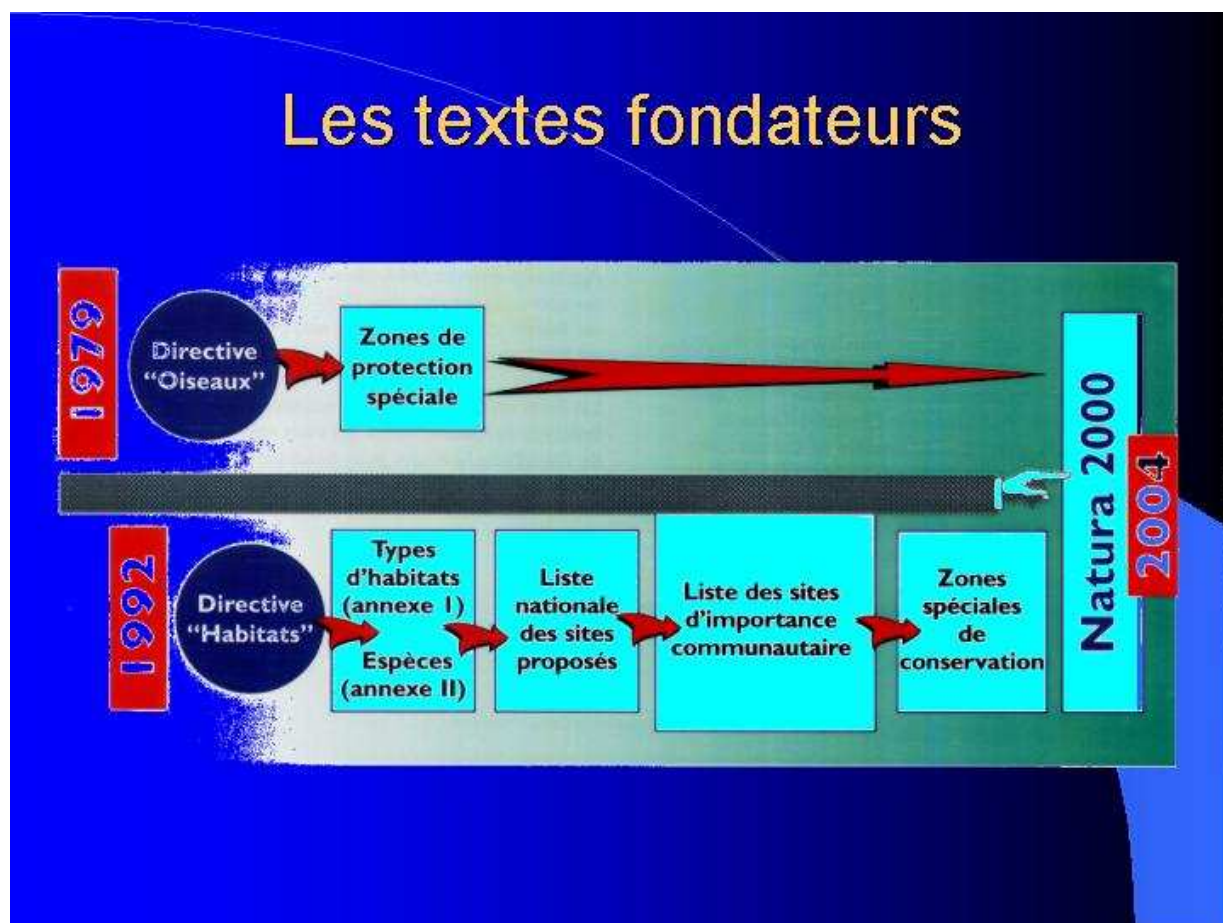 Les textes fondateurs
1979
Directive
“Oiseaux”
Zones de
protection
spéciale
1992
Directive
“Habitats”
Types
d'habitats
(annexe I)
Espèces
(annexe II)
Liste
nationale
des sites
proposés
Liste des sites
d'importance
communautaire
Zones
spéciales
de
conservation
Natura 2000
2004